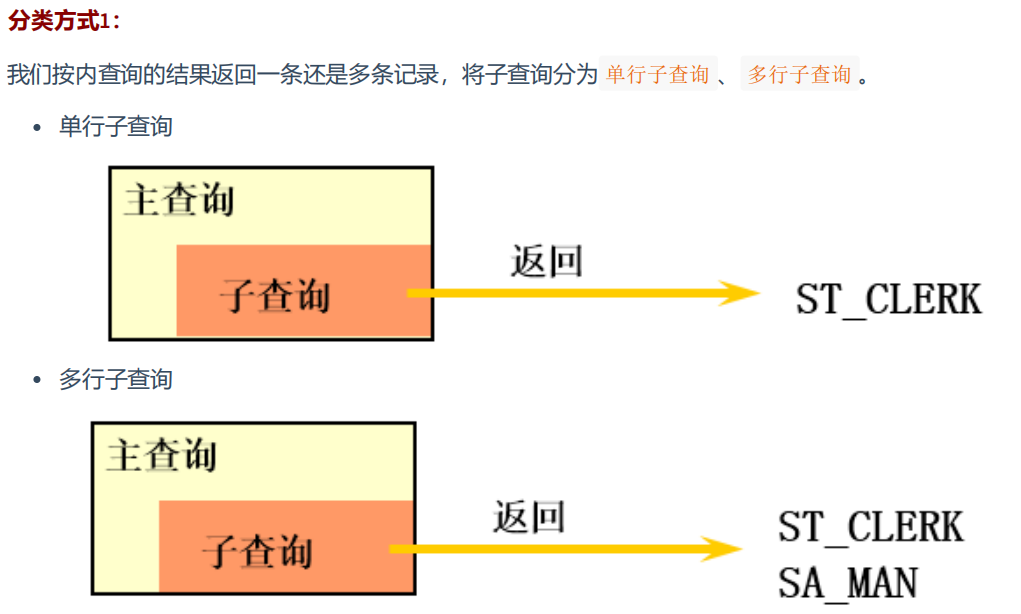 分类方式1：
我们按内查询的结果返回一条还是多条记录，将子查询分为 单行子查询 、 多行子查询 。
• 单行子查询
主查询
返回
子查询
ST_CLERK
• 多行子查询
主查询
返回
子查询
ST_CLERK
SA_MAN